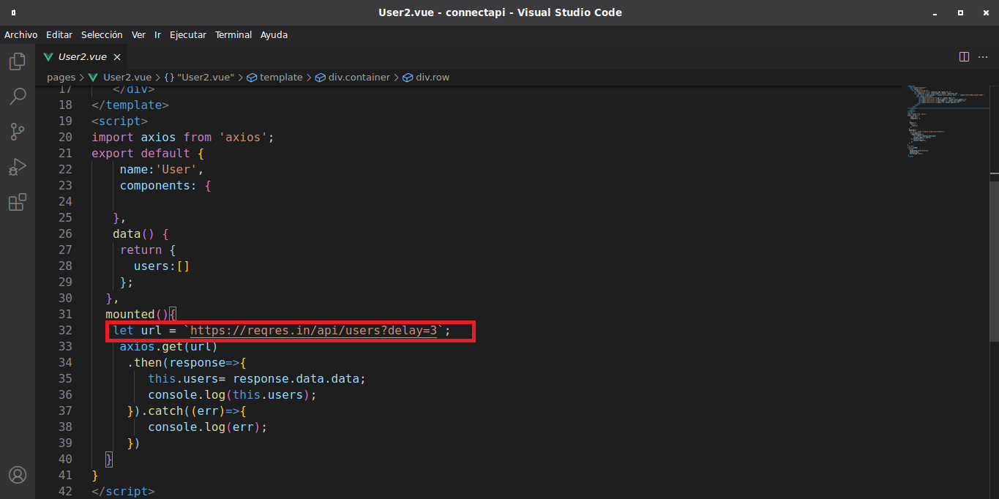 User2.vue - connectapi - Visual Studio Code
Archivo Editar Selección Ver Ir Ejecutar Terminal Ayuda
User2.vue
pages > User2.vue > {} "User2.vue" > template > div.container > div.row
17 </div>
18 </template>
19 <script>
20 import axios from 'axios';
21 export default {
22 name:'User',
23 components: {
24
25 },
26 data() {
27 return {
28 users:[]
29 };
30 },
31 mounted(){
32 let url = `https://reqres.in/api/users?delay=3`;
33 axios.get(url)
34 .then(response=>{
35 this.users= response.data.data;
36 console.log(this.users);
37 }).catch((err)=>{
38 console.log(err);
39 })
40 }
41 }
42 </script>